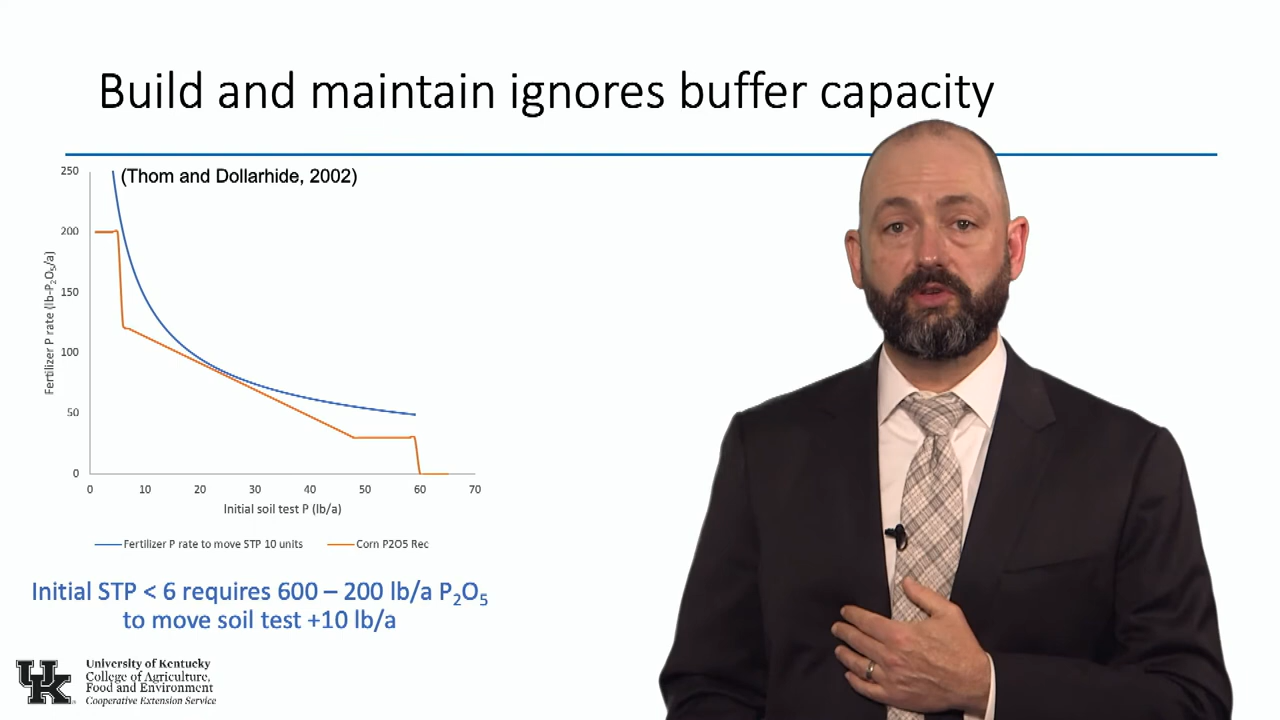 Build and maintain ignores buffer capacity
(Thom and Dollarhide, 2002)
250
200
150
100
50
0
Fertilizer P rate (lb-P₂O₅/a)
0 10 20 30 40 50 60 70
Initial soil test P (lb/a)
Fertilizer P rate to move STP 10 units
Corn P2O5 Rec
Initial STP < 6 requires 600 – 200 lb/a P₂O₅
to move soil test +10 lb/a
UK
University of Kentucky
College of Agriculture,
Food and Environment
Cooperative Extension Service